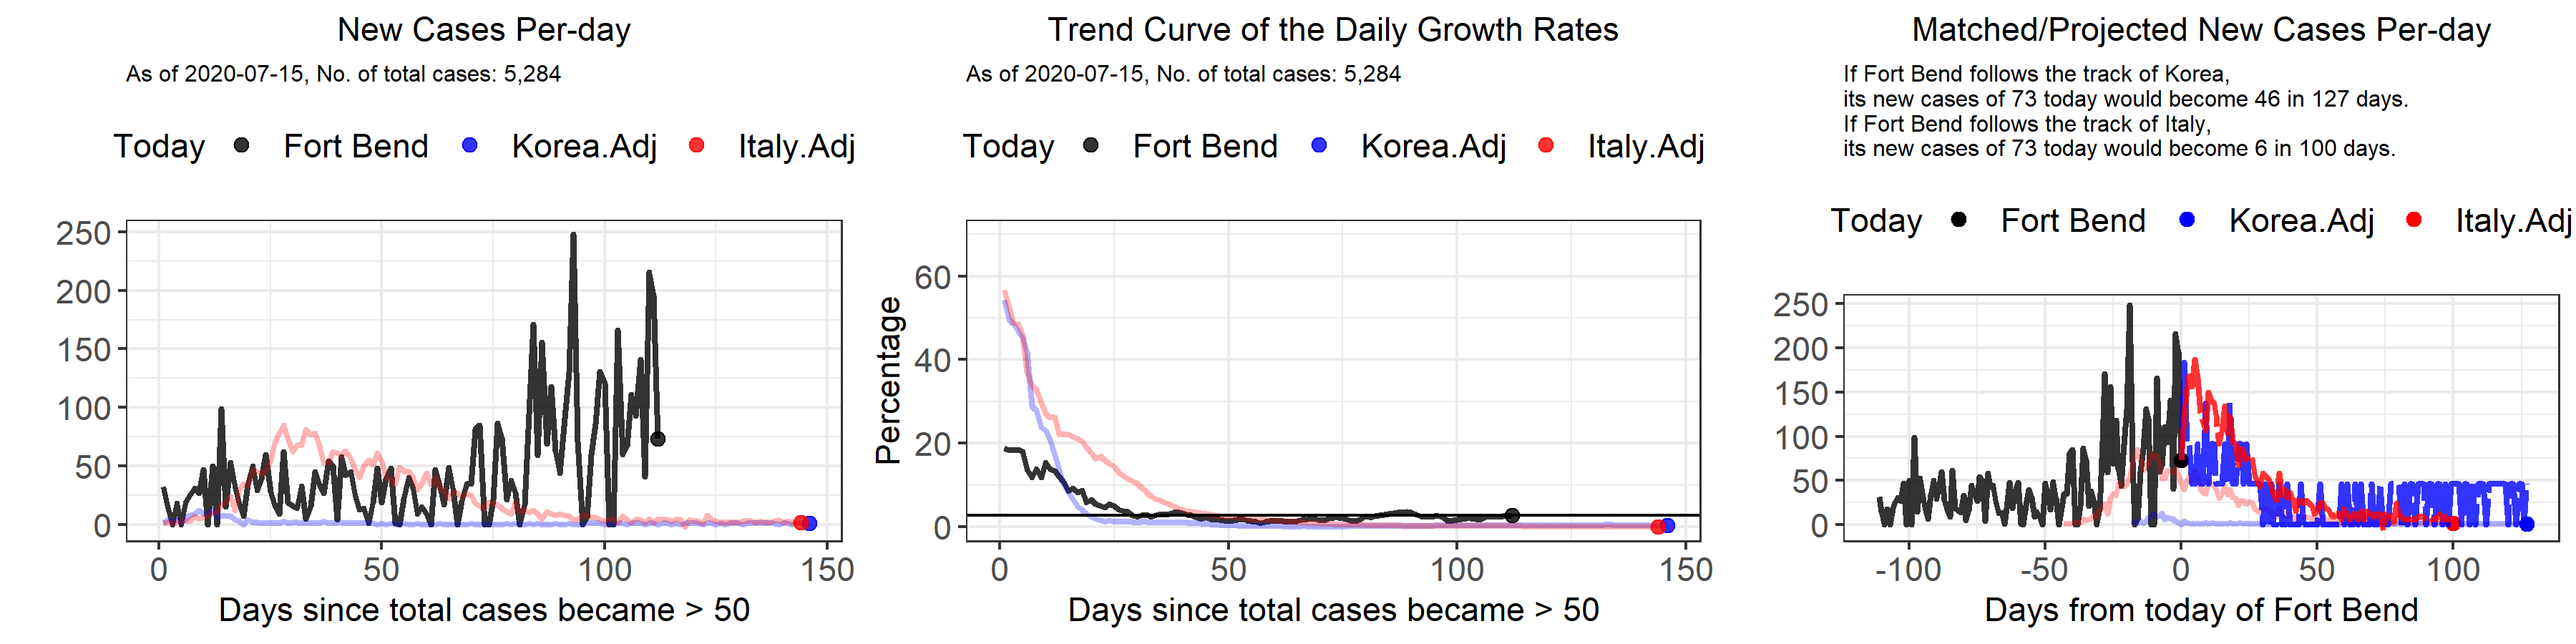 New Cases Per-day
As of 2020-07-15, No. of total cases: 5,284
Today Fort Bend Korea.Adj Italy.Adj
250
200
150
100
50
0
0 50 100 150
Days since total cases became > 50
Trend Curve of the Daily Growth Rates
As of 2020-07-15, No. of total cases: 5,284
Today Fort Bend Korea.Adj Italy.Adj
Percentage
60
40
20
0
0 50 100 150
Days since total cases became > 50
Matched/Projected New Cases Per-day
If Fort Bend follows the track of Korea,
its new cases of 73 today would become 46 in 127 days.
If Fort Bend follows the track of Italy,
its new cases of 73 today would become 6 in 100 days.
Today Fort Bend Korea.Adj Italy.Adj
250
200
150
100
50
0
-100 -50 0 50 100
Days from today of Fort Bend